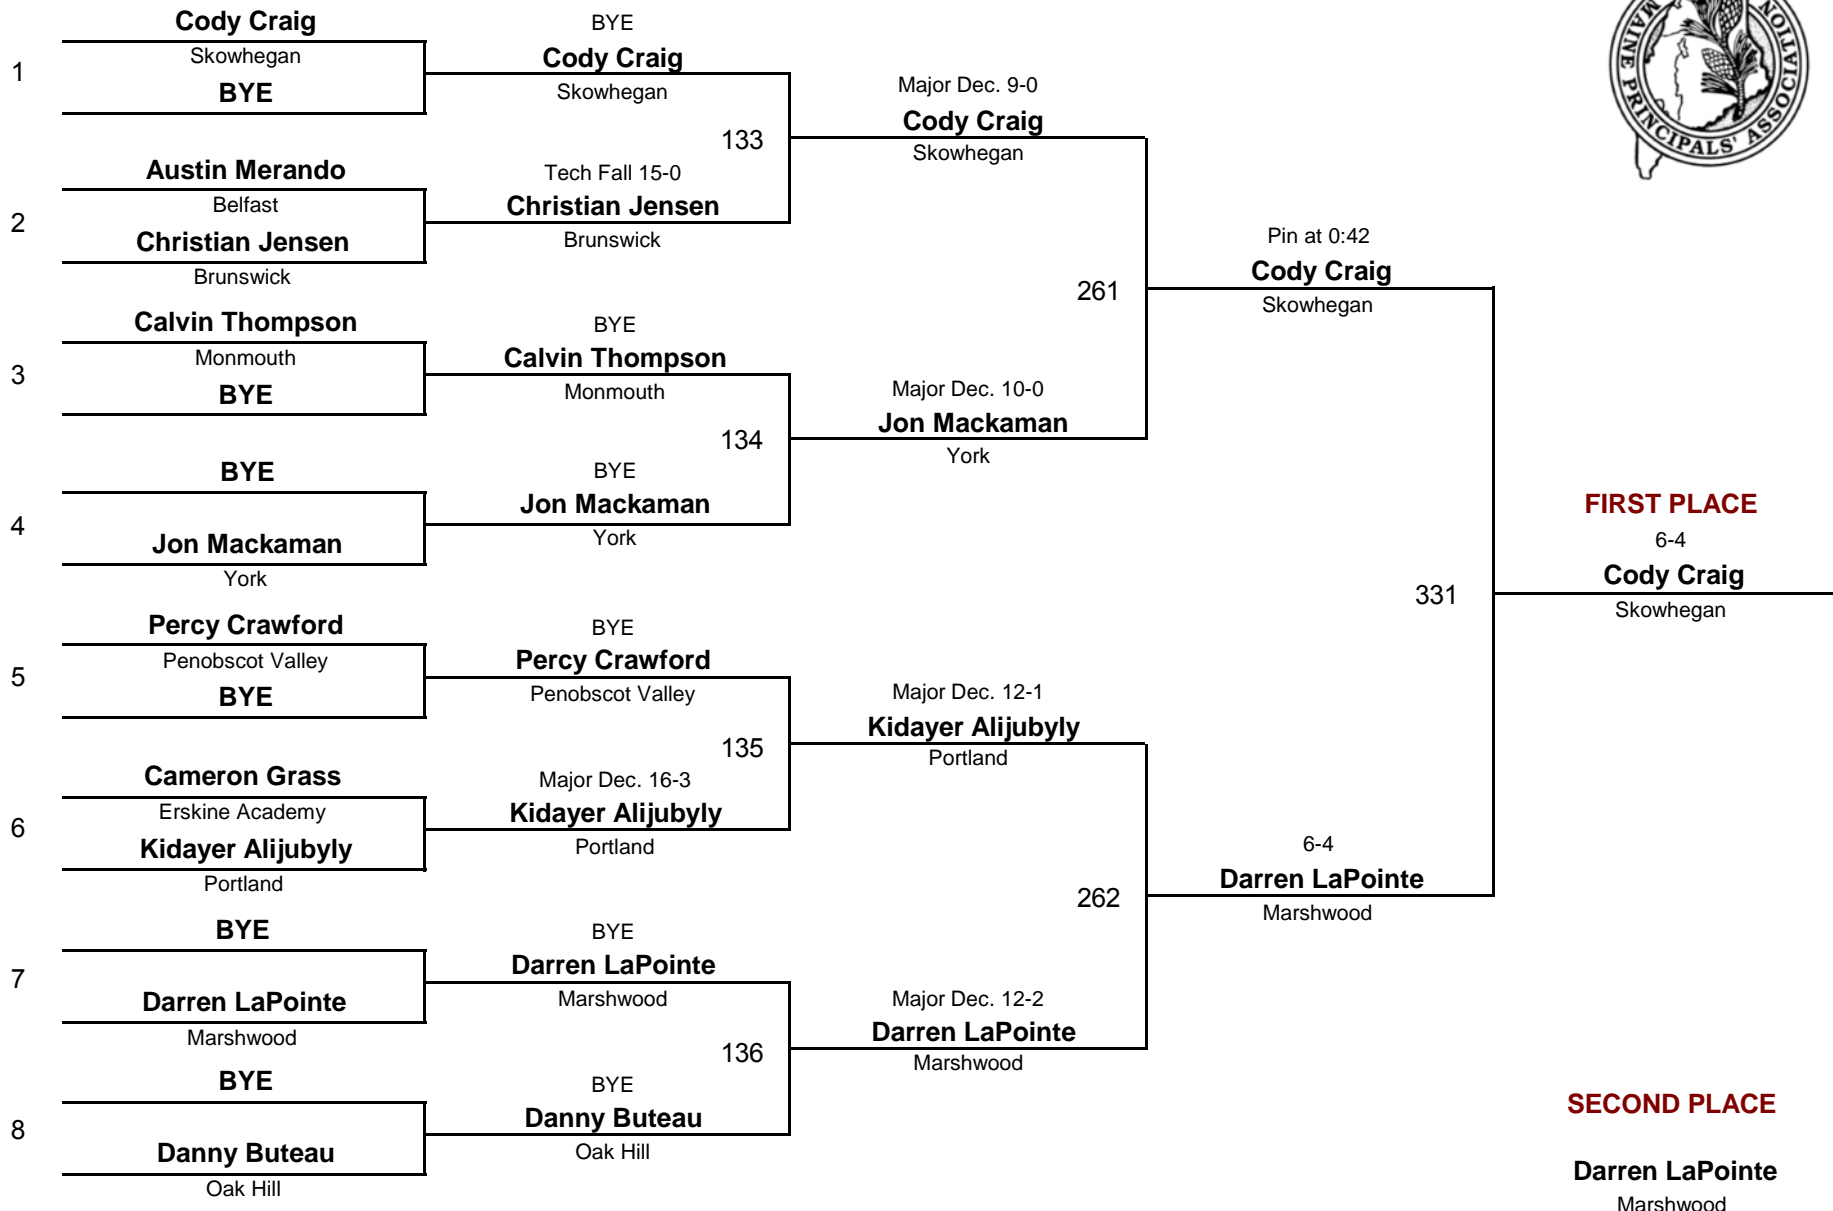 Cody Craig
Skowhegan
1
BYE
Austin Merando
Belfast
2
Christian Jensen
Brunswick
Calvin Thompson
Monmouth
3
BYE
BYE
4
Jon Mackaman
York
Percy Crawford
Penobscot Valley
5
BYE
Cameron Grass
Erskine Academy
6
Kidayer Alijubyly
Portland
BYE
7
Darren LaPointe
Marshwood
BYE
8
Danny Buteau
Oak Hill
BYE
Cody Craig
Skowhegan
133
Tech Fall 15-0
Christian Jensen
Brunswick
BYE
Calvin Thompson
Monmouth
134
BYE
Jon Mackaman
York
BYE
Percy Crawford
Penobscot Valley
135
Major Dec. 16-3
Kidayer Alijubyly
Portland
BYE
Darren LaPointe
Marshwood
136
BYE
Danny Buteau
Oak Hill
Major Dec. 9-0
Cody Craig
Skowhegan
261
Major Dec. 10-0
Jon Mackaman
York
Major Dec. 12-1
Kidayer Alijubyly
Portland
262
Major Dec. 12-2
Darren LaPointe
Marshwood
Pin at 0:42
Cody Craig
Skowhegan
331
6-4
Darren LaPointe
Marshwood
FIRST PLACE
6-4
Cody Craig
Skowhegan
SECOND PLACE
Darren LaPointe
Marshwood
MAINE PRINCIPALS' ASSOCIATION